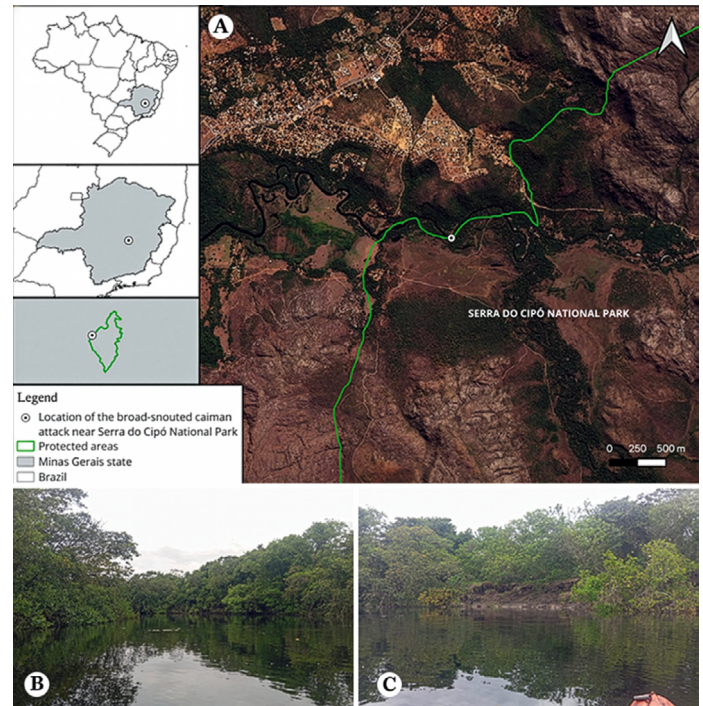 A
SERRA DO CIPÓ NATIONAL PARK
0 250 500 m
Legend
Location of the broad-snouted caiman
attack near Serra do Cipó National Park
Protected areas
Minas Gerais state
Brazil
B
C